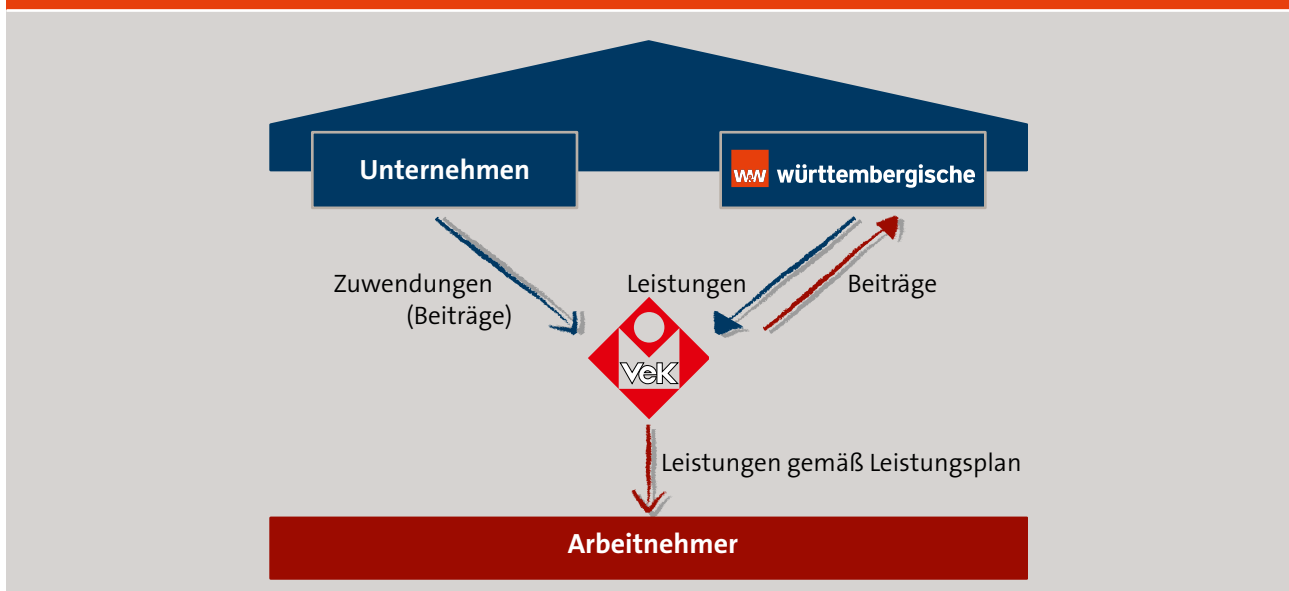 Unternehmen
W&W württembergische
Zuwendungen
(Beiträge)
Leistungen
Beiträge
VeK
Leistungen gemäß Leistungsplan
Arbeitnehmer